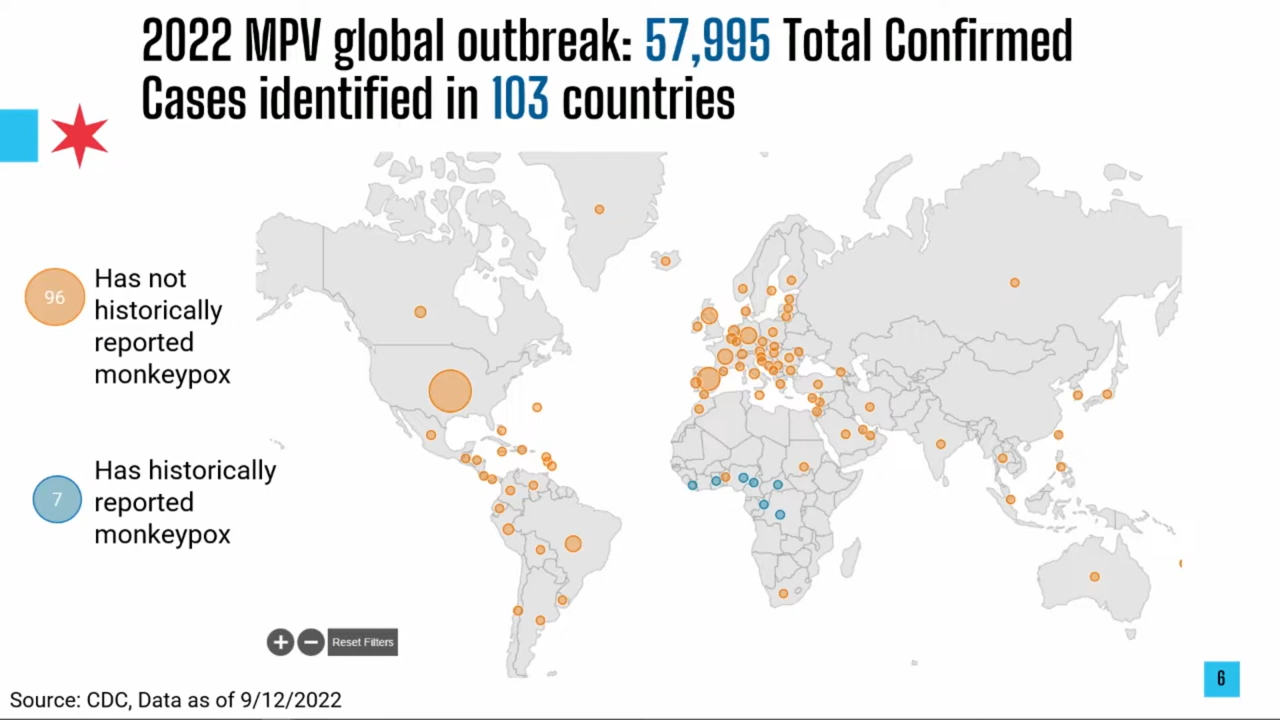 2022 MPV global outbreak: 57,995 Total Confirmed
Cases identified in 103 countries
96
Has not
historically
reported
monkeypox
7
Has historically
reported
monkeypox
Reset Filters
Source: CDC, Data as of 9/12/2022
6